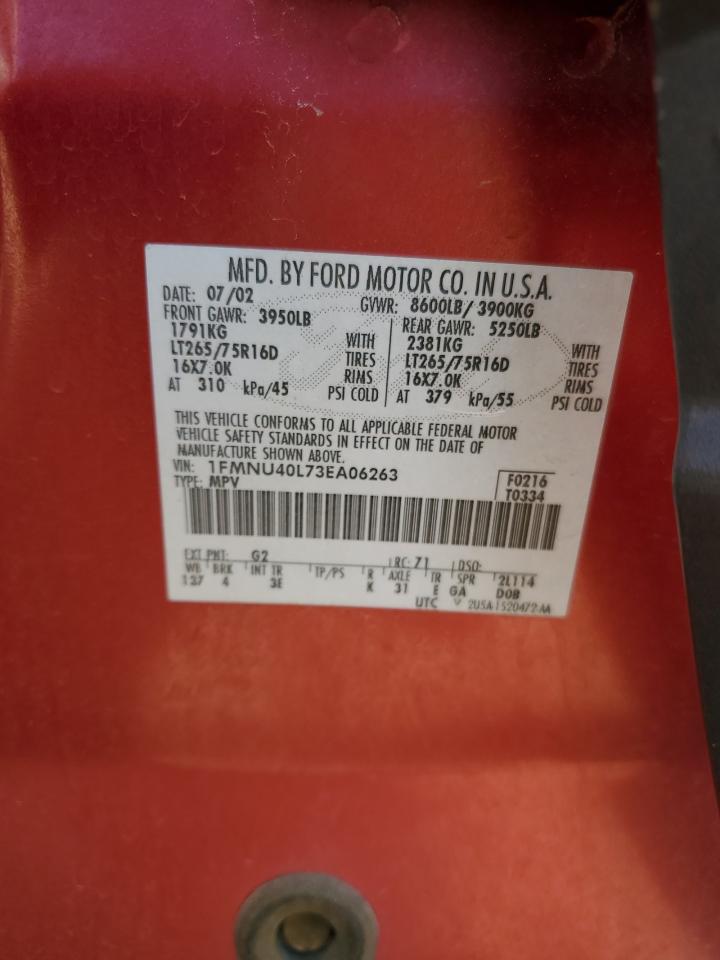 MFD. BY FORD MOTOR CO. IN U.S.A.
DATE: 07/02 GVWR: 8600LB/ 3900KG
FRONT GAWR: 3950LB REAR GAWR: 5250LB
1791KG WITH 2381KG WITH
LT265/75R16D TIRES LT265/75R16D TIRES
16X7.0K RIMS 16X7.0K RIMS
AT 310 kPa/45 PSI COLD AT 379 kPa/55 PSI COLD
THIS VEHICLE CONFORMS TO ALL APPLICABLE FEDERAL MOTOR
VEHICLE SAFETY STANDARDS IN EFFECT ON THE DATE OF
MANUFACTURE SHOWN ABOVE.
VIN: 1FMNU40L73EA06263 F0216
TYPE: MPV T0334
EXT PNT: G2 RC: 71 DSO:
WB BRK INT TR TP/PS R AXLE TR SPR 2L114
137 4 3E K 31 E GA D0B
UTC V 2U5A-1520472-AA